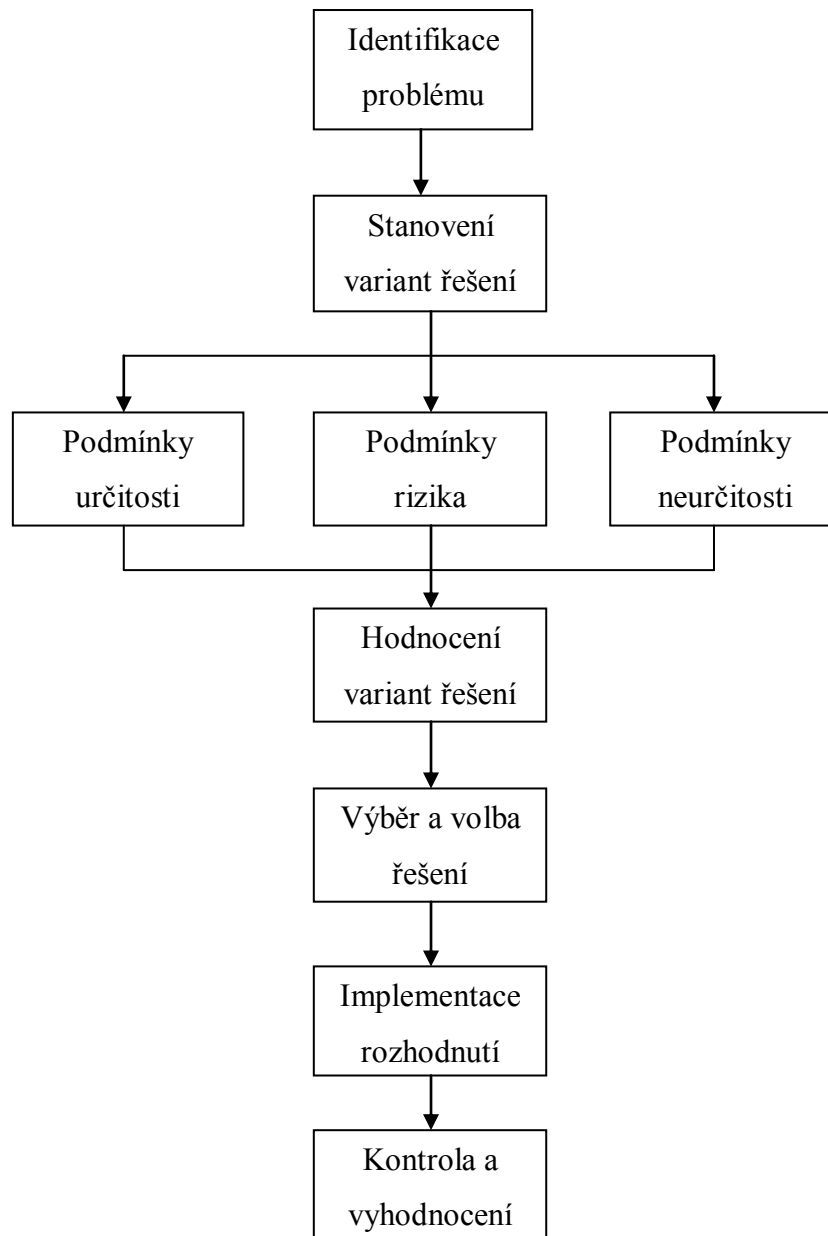 Identifikace
problému
Stanovení
variant řešení
Podmínky
určitosti
Podmínky
rizika
Podmínky
neurčitosti
Hodnocení
variant řešení
Výběr a volba
řešení
Implementace
rozhodnutí
Kontrola a
vyhodnocení